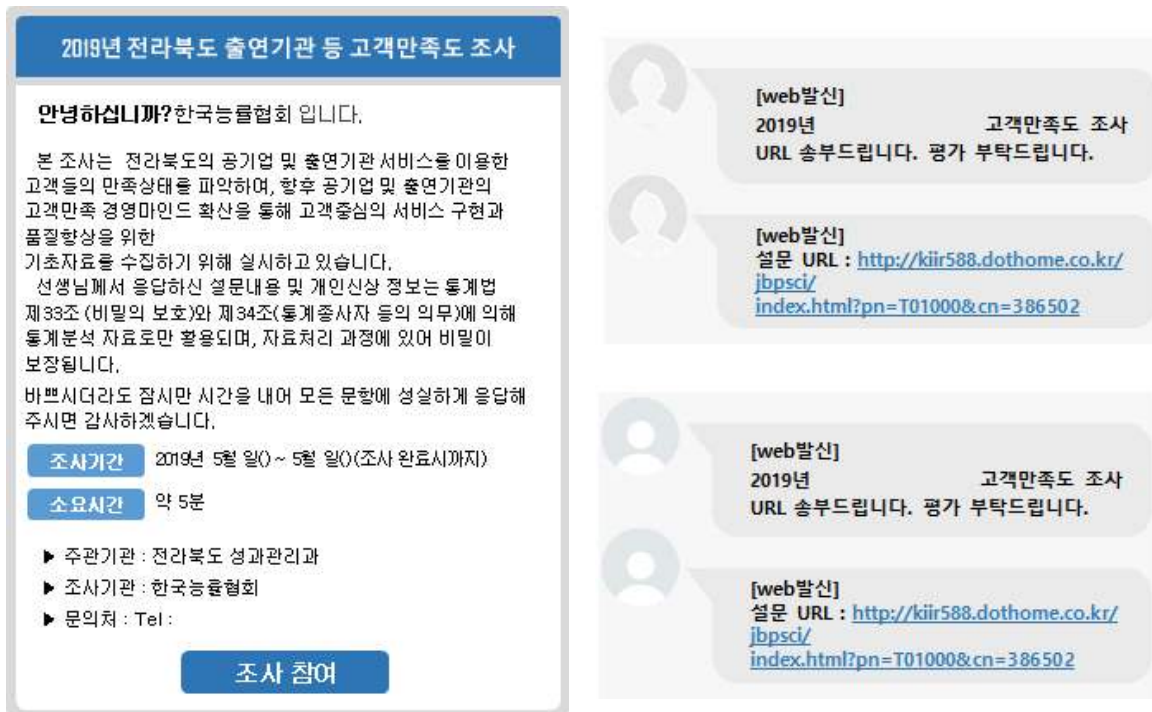 2019년 전라북도 출연기관 등 고객만족도 조사
안녕하십니까?한국능률협회 입니다.
본 조사는 전라북도의 공기업 및 출연기관 서비스를 이용한
고객들의 만족상태를 파악하며, 향후 공기업 및 출연기관의
고객만족 경영마인드 확산을 통해 고객중심의 서비스 구현과
품질향상을 위한
기초자료를 수집하기 위해 실시하고 있습니다.
선생님께서 응답하신 설문내용 및 개인신상 정보는 통계법
제33조 (비밀의 보호)와 제34조(통계종사자 등의 의무)에 의해
통계분석 자료로만 활용되며, 자료처리 과정에 있어 비밀이
보장됩니다.
바쁘시더라도 잠시만 시간을 내어 모든 문항에 성실하게 응답해
주시면 감사하겠습니다.
조사기간 2019년 5월 일() ~ 5월 일()(조사 완료시까지)
소요시간 약 5분
▶ 주관기관 : 전라북도 성과관리과
▶ 조사기관 : 한국능률협회
▶ 문의처 : Tel :
조사 참여
[web발신]
2019년 고객만족도 조사
URL 송부드립니다. 평가 부탁드립니다.
[web발신]
설문 URL : http://kiir588.dothome.co.kr/
jbpsci/
index.html?pn=T01000&cn=386502
[web발신]
2019년 고객만족도 조사
URL 송부드립니다. 평가 부탁드립니다.
[web발신]
설문 URL : http://kiir588.dothome.co.kr/
jbpsci/
index.html?pn=T01000&cn=386502